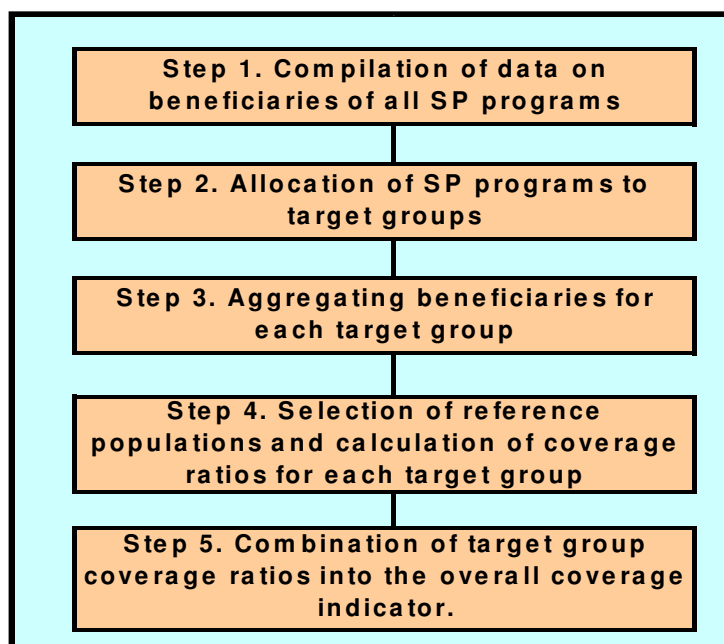 Step 1. Compilation of data on
beneficiaries of all SP programs
Step 2. Allocation of SP programs to
target groups
Step 3. Aggregating beneficiaries for
each target group
Step 4. Selection of reference
populations and calculation of coverage
ratios for each target group
Step 5. Combination of target group
coverage ratios into the overall coverage
indicator.